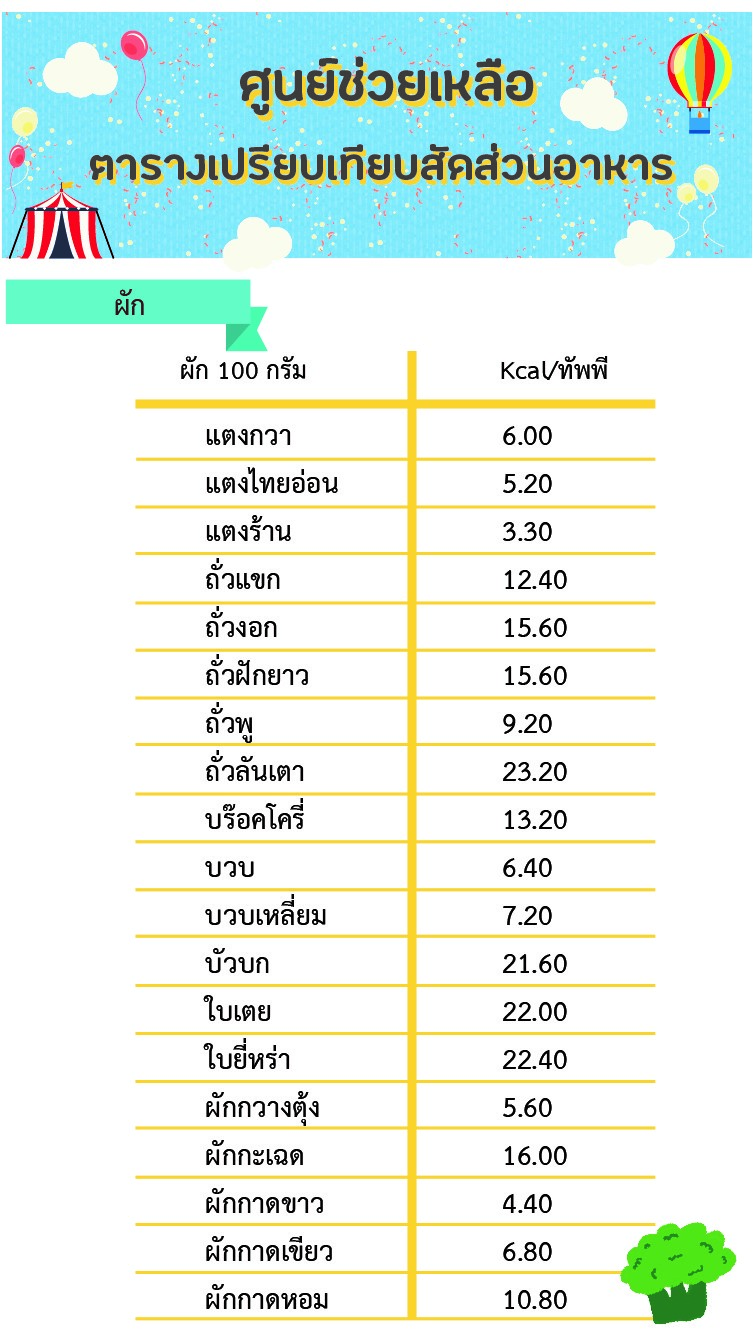 ศูนย์ช่วยเหลือ
ตารางเปรียบเทียบสัดส่วนอาหาร
ผัก
ผัก 100 กรัม Kcal/ทัพพี
แตงกวา 6.00
แตงไทยอ่อน 5.20
แตงร้าน 3.30
ถั่วแขก 12.40
ถั่วงอก 15.60
ถั่วฝักยาว 15.60
ถั่วพู 9.20
ถั่วลันเตา 23.20
บร๊อคโครี่ 13.20
บวบ 6.40
บวบเหลี่ยม 7.20
บัวบก 21.60
ใบเตย 22.00
ใบยี่หร่า 22.40
ผักกวางตุ้ง 5.60
ผักกะเฉด 16.00
ผักกาดขาว 4.40
ผักกาดเขียว 6.80
ผักกาดหอม 10.80